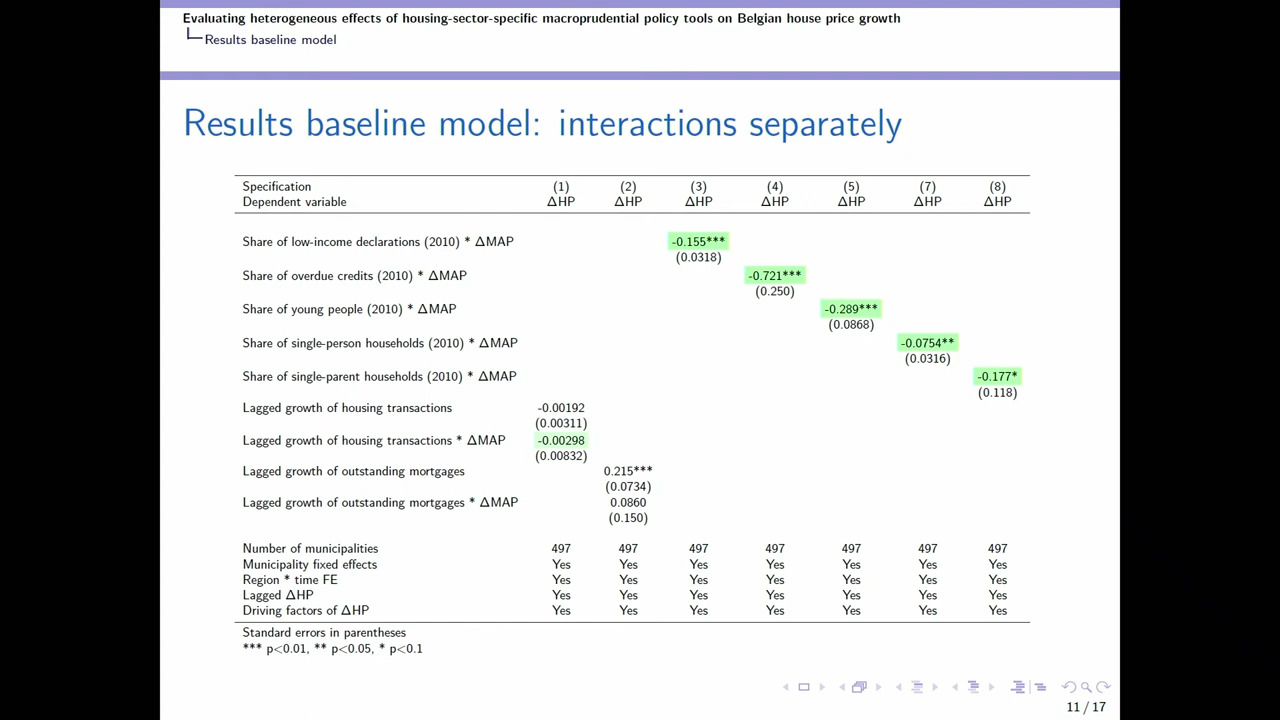 Evaluating heterogeneous effects of housing-sector-specific macroprudential policy tools on Belgian house price growth
Results baseline model
Results baseline model: interactions separately
Specification (1) (2) (3) (4) (5) (7) (8)
Dependent variable ΔHP ΔHP ΔHP ΔHP ΔHP ΔHP ΔHP
Share of low-income declarations (2010) * ΔMAP -0.155***
(0.0318)
Share of overdue credits (2010) * ΔMAP -0.721***
(0.250)
Share of young people (2010) * ΔMAP -0.289***
(0.0868)
Share of single-person households (2010) * ΔMAP -0.0754**
(0.0316)
Share of single-parent households (2010) * ΔMAP -0.177*
(0.118)
Lagged growth of housing transactions -0.00192
(0.00311)
Lagged growth of housing transactions * ΔMAP -0.00298
(0.00832)
Lagged growth of outstanding mortgages 0.215***
(0.0734)
Lagged growth of outstanding mortgages * ΔMAP 0.0860
(0.150)
Number of municipalities 497 497 497 497 497 497 497
Municipality fixed effects Yes Yes Yes Yes Yes Yes Yes
Region * time FE Yes Yes Yes Yes Yes Yes Yes
Lagged ΔHP Yes Yes Yes Yes Yes Yes Yes
Driving factors of ΔHP Yes Yes Yes Yes Yes Yes Yes
Standard errors in parentheses
*** p<0.01, ** p<0.05, * p<0.1
11 / 17